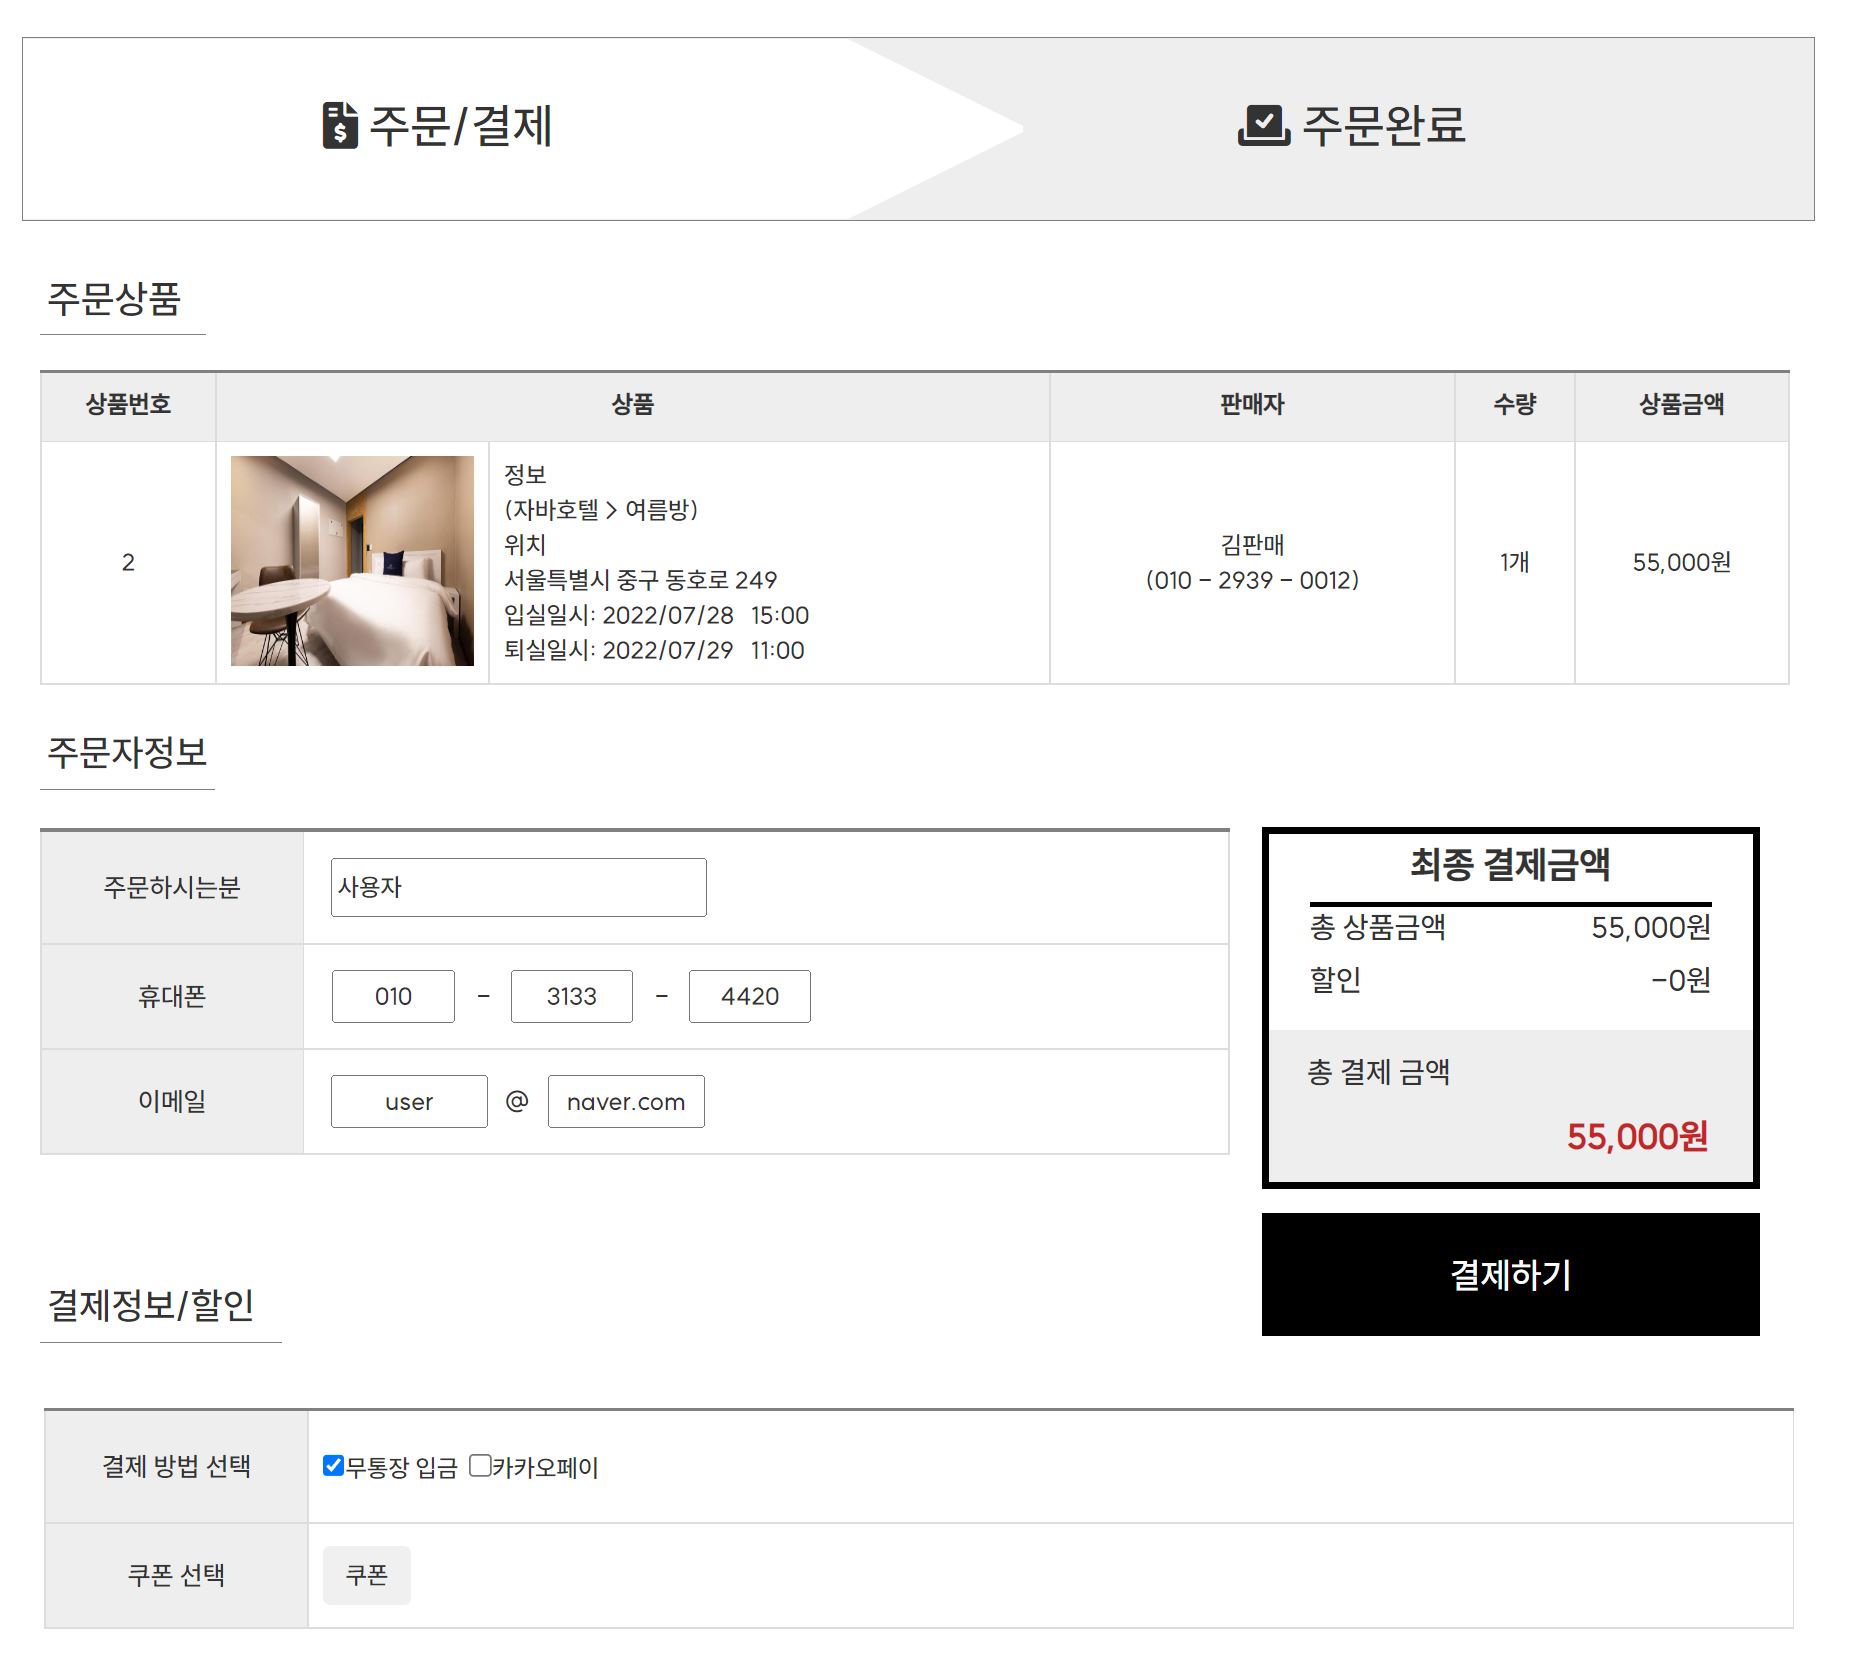 주문/결제
주문완료
주문상품
상품번호 상품 판매자 수량 상품금액
2
정보
(자바호텔 > 여름방)
위치
서울특별시 중구 동호로 249
입실일시: 2022/07/28 15:00
퇴실일시: 2022/07/29 11:00
김판매
(010 - 2939 - 0012)
1개
55,000원
주문자정보
주문하시는분 사용자
휴대폰 010 - 3133 - 4420
이메일 user @ naver.com
최종 결제금액
총 상품금액 55,000원
할인 -0원
총 결제 금액
55,000원
결제하기
결제정보/할인
결제 방법 선택 무통장 입금 카카오페이
쿠폰 선택 쿠폰